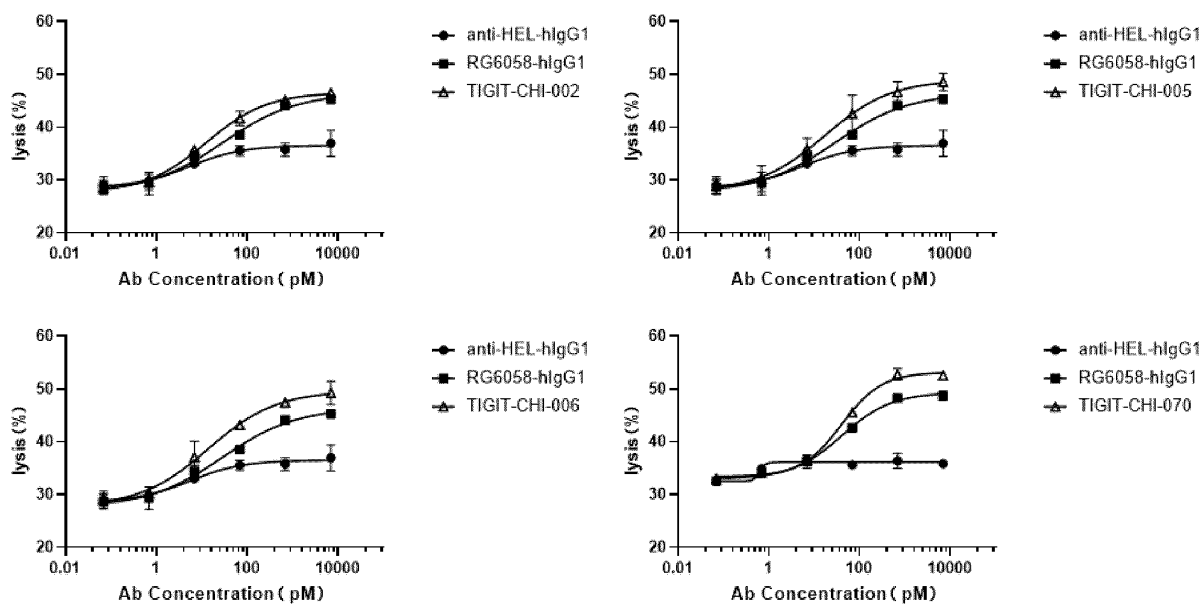 60
50
40
30
20
lysis (%)
0.01
1
100
10000
Ab Concentration ( pM)
anti-HEL-hIgG1
RG6058-hIgG1
TIGIT-CHI-002
60
50
40
30
20
lysis (%)
0.01
1
100
10000
Ab Concentration ( pM)
anti-HEL-hIgG1
RG6058-hIgG1
TIGIT-CHI-005
60
50
40
30
20
lysis (%)
0.01
1
100
10000
Ab Concentration ( pM)
anti-HEL-hIgG1
RG6058-hIgG1
TIGIT-CHI-006
60
50
40
30
20
lysis (%)
0.01
1
100
10000
Ab Concentration ( pM)
anti-HEL-hIgG1
RG6058-hIgG1
TIGIT-CHI-070